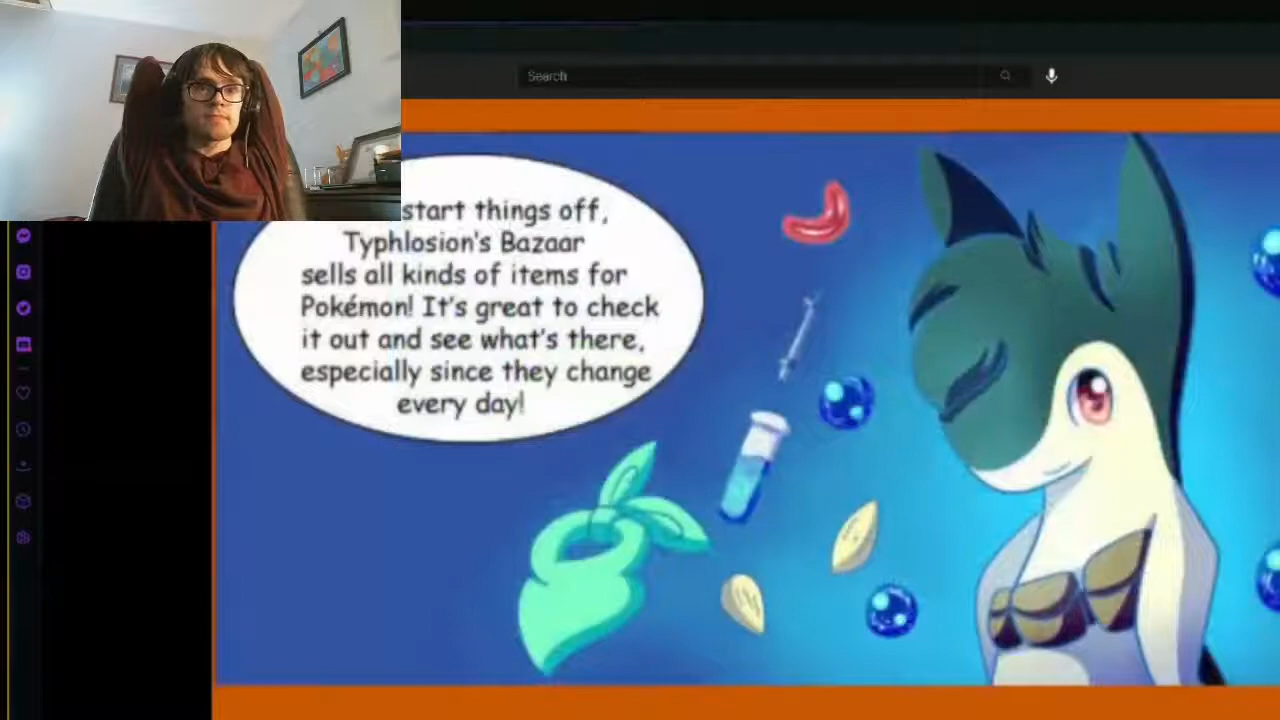 Search
start things off,
Typhlosion's Bazaar
sells all kinds of items for
Pokémon! It's great to check
it out and see what's there,
especially since they change
every day!